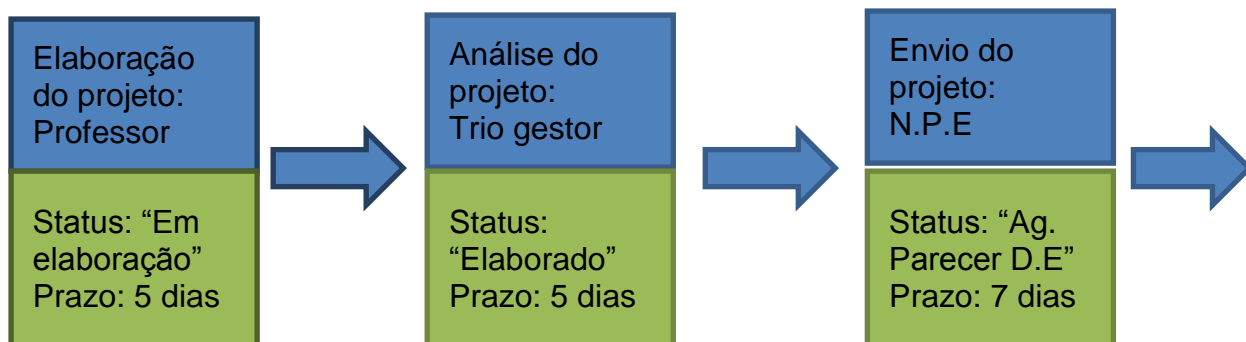 Elaboração
do projeto:
Professor
Status: “Em
elaboração”
Prazo: 5 dias
Análise do
projeto:
Trio gestor
Status:
“Elaborado”
Prazo: 5 dias
Envio do
projeto:
N.P.E
Status: “Ag.
Parecer D.E”
Prazo: 7 dias